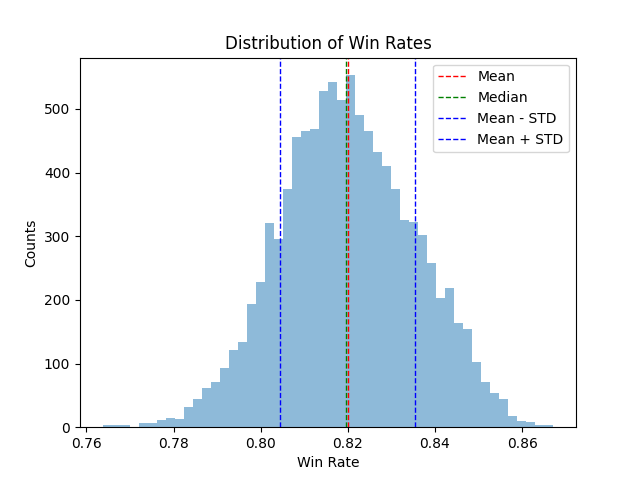 Distribution of Win Rates
Mean
Median
Mean - STD
Mean + STD
Counts
500
400
300
200
100
0
0.76 0.78 0.80 0.82 0.84 0.86
Win Rate